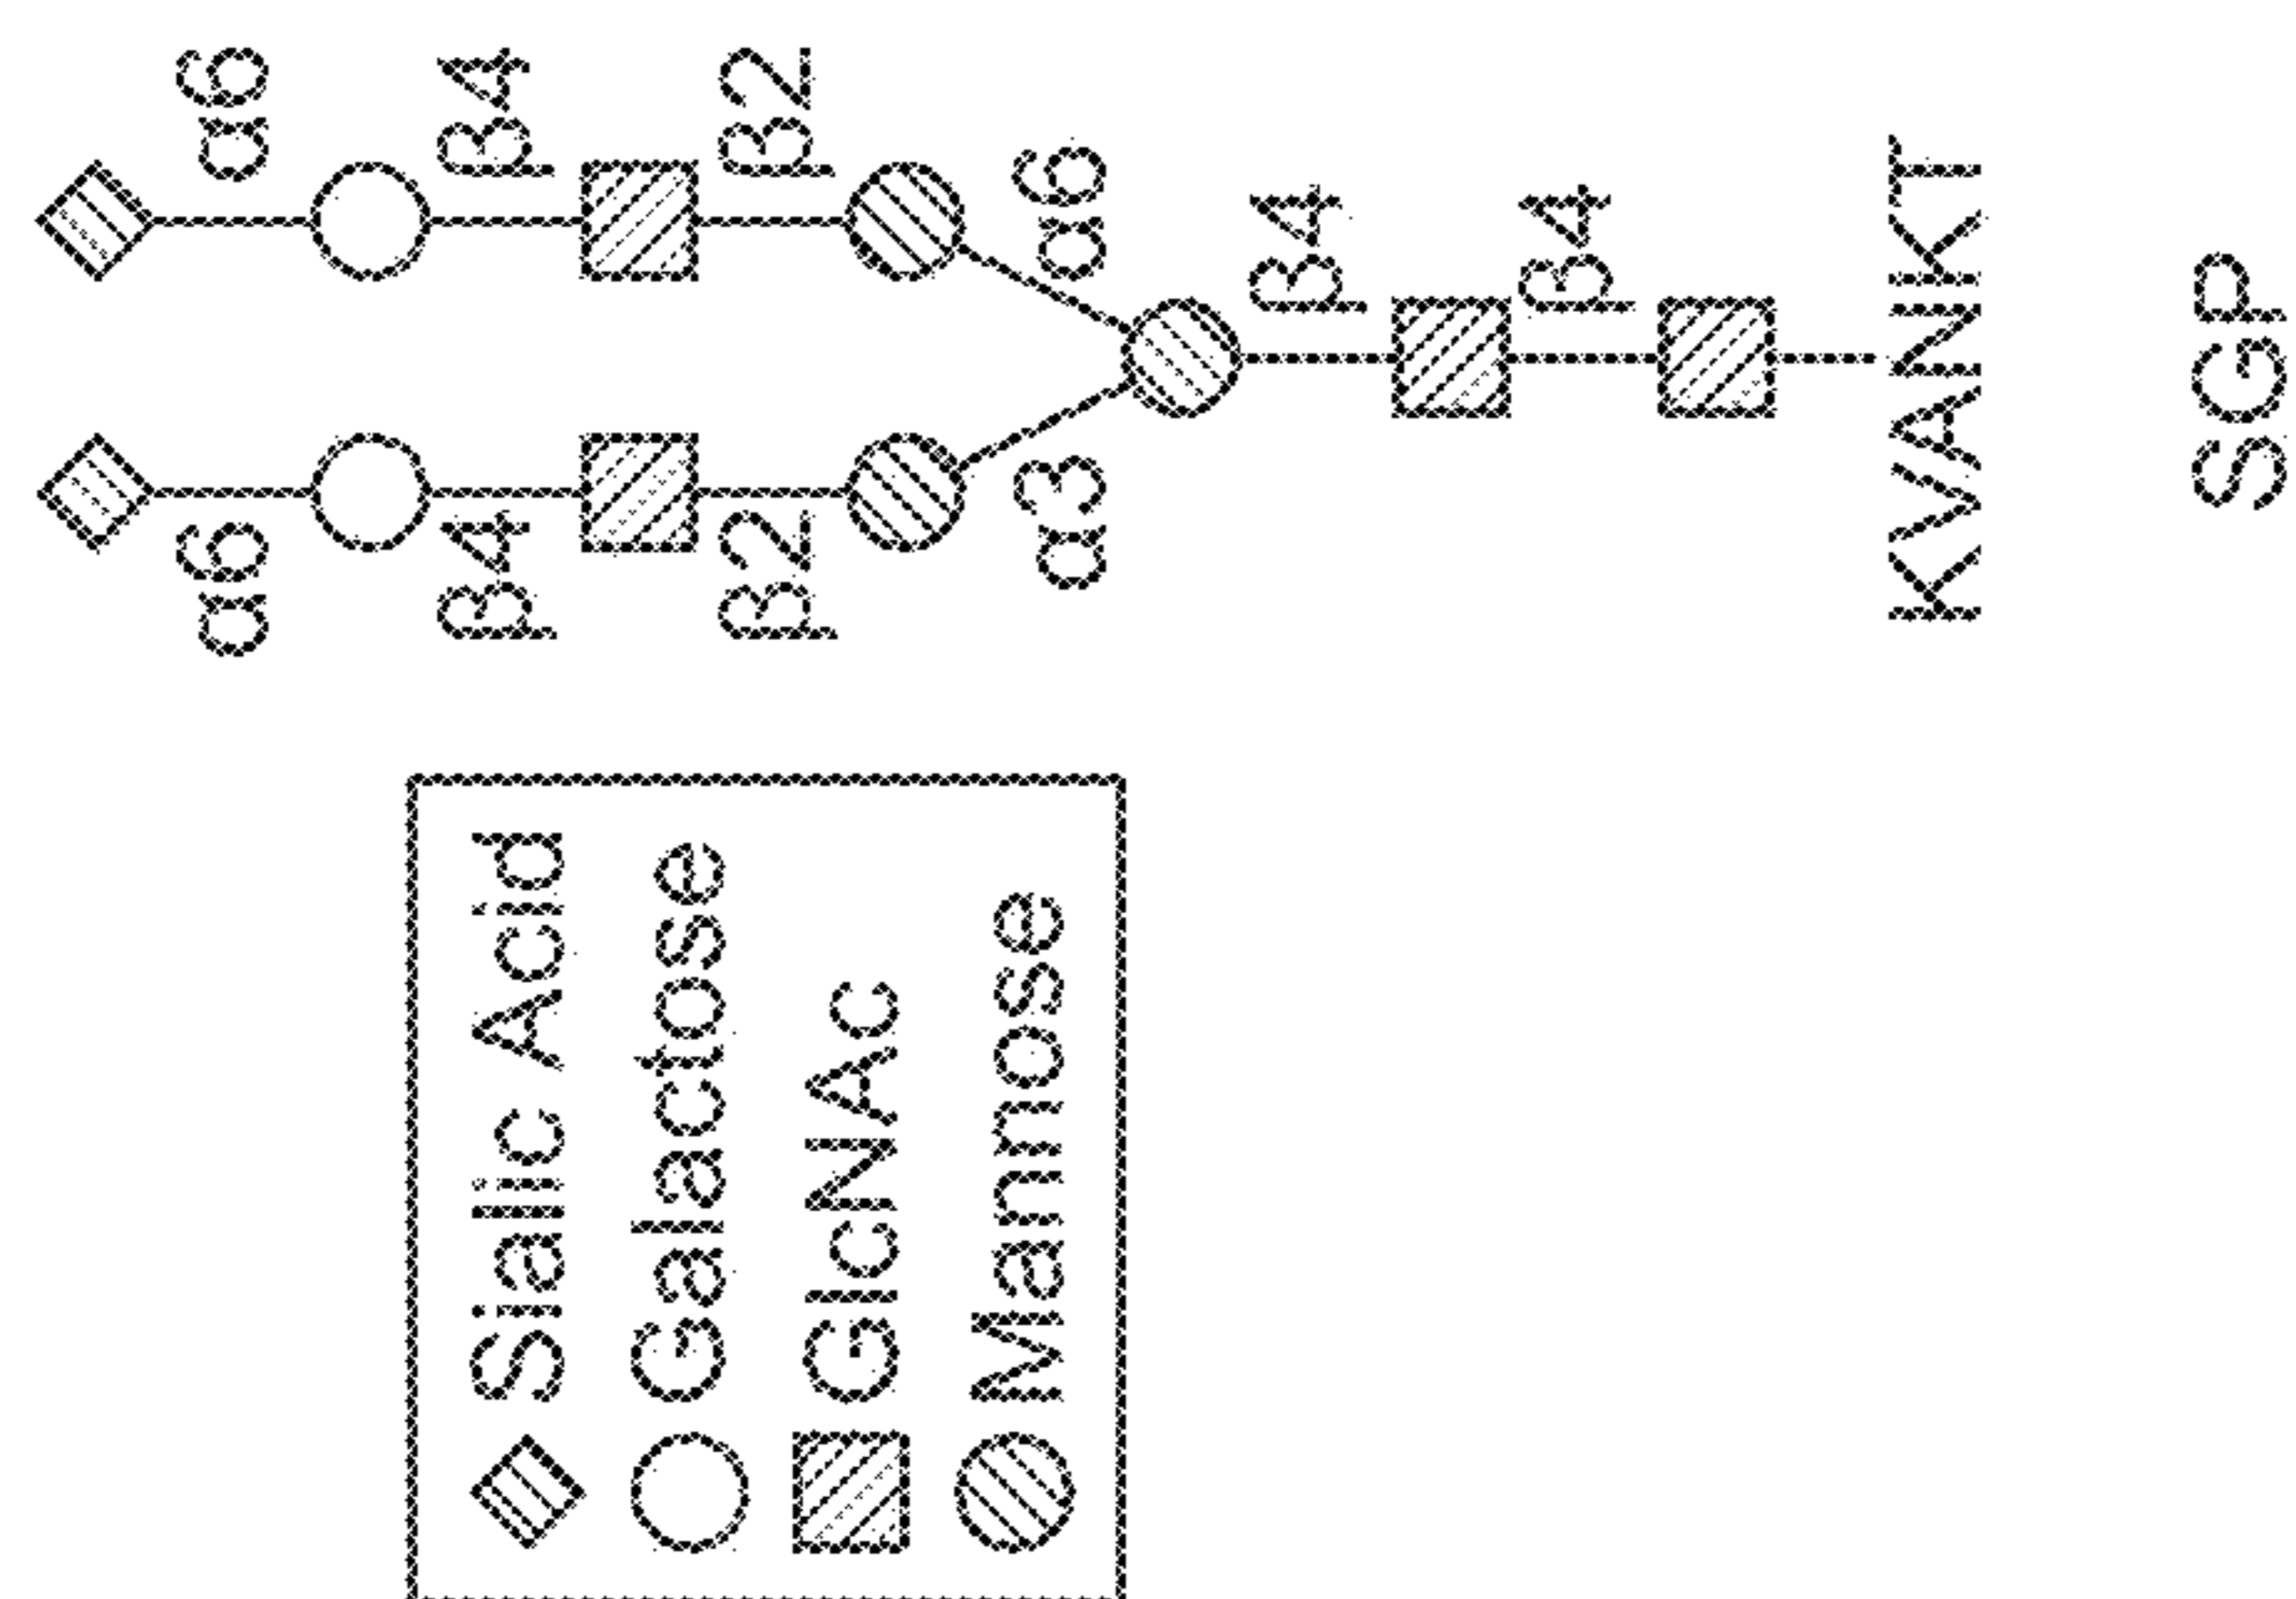 Sialic Acid
Galactose
GlcNAc
Mannose
α6 α6
β4 β4
β2 β2
α3 α6
β4
β4
KVANKT
SGP